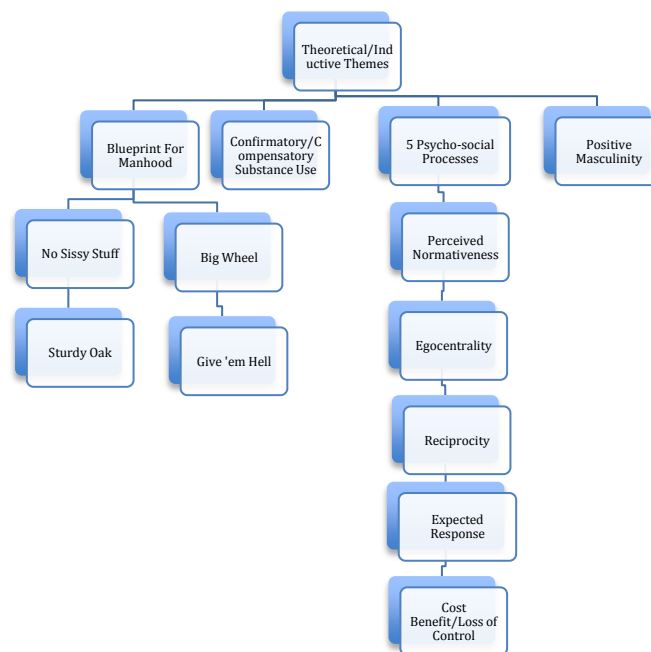 Theoretical/Ind
uctive Themes
Blueprint For
Manhood
Confirmatory/C
ompensatory
Substance Use
5 Psycho-social
Processes
Positive
Masculinity
No Sissy Stuff
Big Wheel
Perceived
Normativeness
Sturdy Oak
Give 'em Hell
Egocentrality
Reciprocity
Expected
Response
Cost
Benefit/Loss of
Control